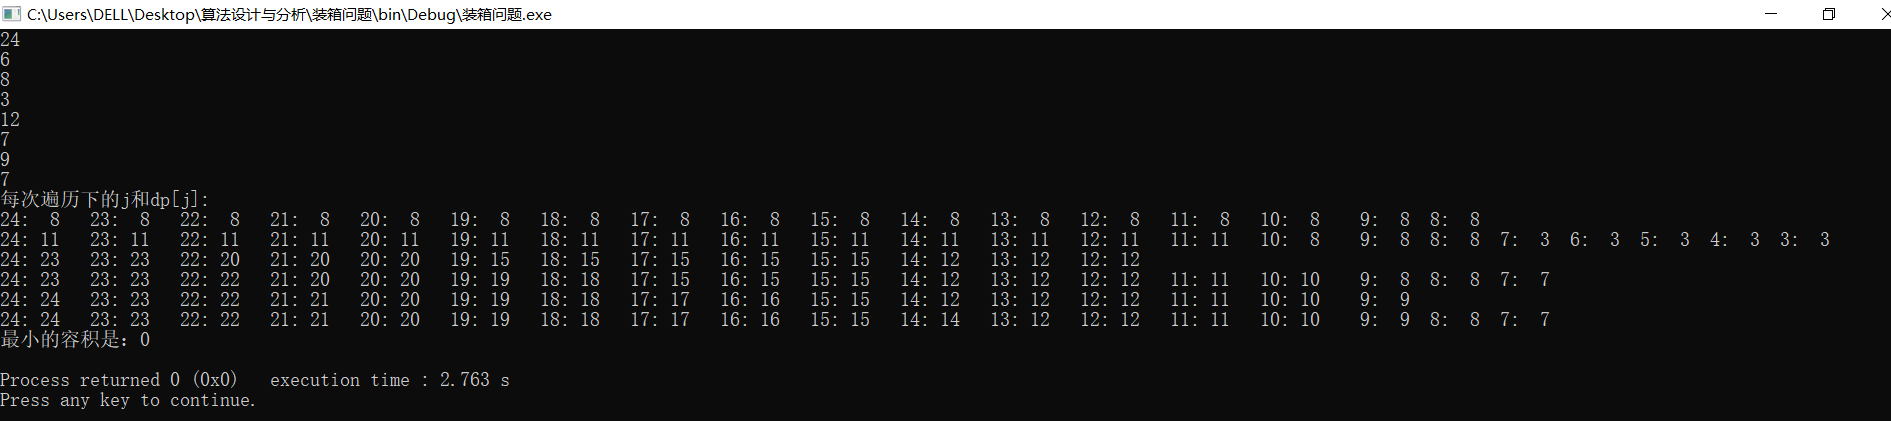 C:\Users\DELL\Desktop\算法设计与分析\装箱问题\bin\Debug\装箱问题.exe
24
6
8
3
12
7
9
7
每次遍历下的j和dp[j]:
24:  8   23:  8   22:  8   21:  8   20:  8   19:  8   18:  8   17:  8   16:  8   15:  8   14:  8   13:  8   12:  8   11:  8   10:  8    9:  8  8:  8
24: 11   23: 11   22: 11   21: 11   20: 11   19: 11   18: 11   17: 11   16: 11   15: 11   14: 11   13: 11   12: 11   11: 11   10:  8    9:  8  8:  8  7:  3  6:  3  5:  3  4:  3  3:  3
24: 23   23: 23   22: 20   21: 20   20: 20   19: 15   18: 15   17: 15   16: 15   15: 15   14: 12   13: 12   12: 12
24: 23   23: 23   22: 22   21: 20   20: 20   19: 19   18: 18   17: 15   16: 15   15: 15   14: 12   13: 12   12: 12   11: 11   10: 10    9:  8  8:  8  7:  7
24: 24   23: 23   22: 22   21: 21   20: 20   19: 19   18: 18   17: 17   16: 16   15: 15   14: 12   13: 12   12: 12   11: 11   10: 10    9:  9
24: 24   23: 23   22: 22   21: 21   20: 20   19: 19   18: 18   17: 17   16: 16   15: 15   14: 14   13: 12   12: 12   11: 11   10: 10    9:  9  8:  8  7:  7
最小的容积是：0
Process returned 0 (0x0)   execution time : 2.763 s
Press any key to continue.